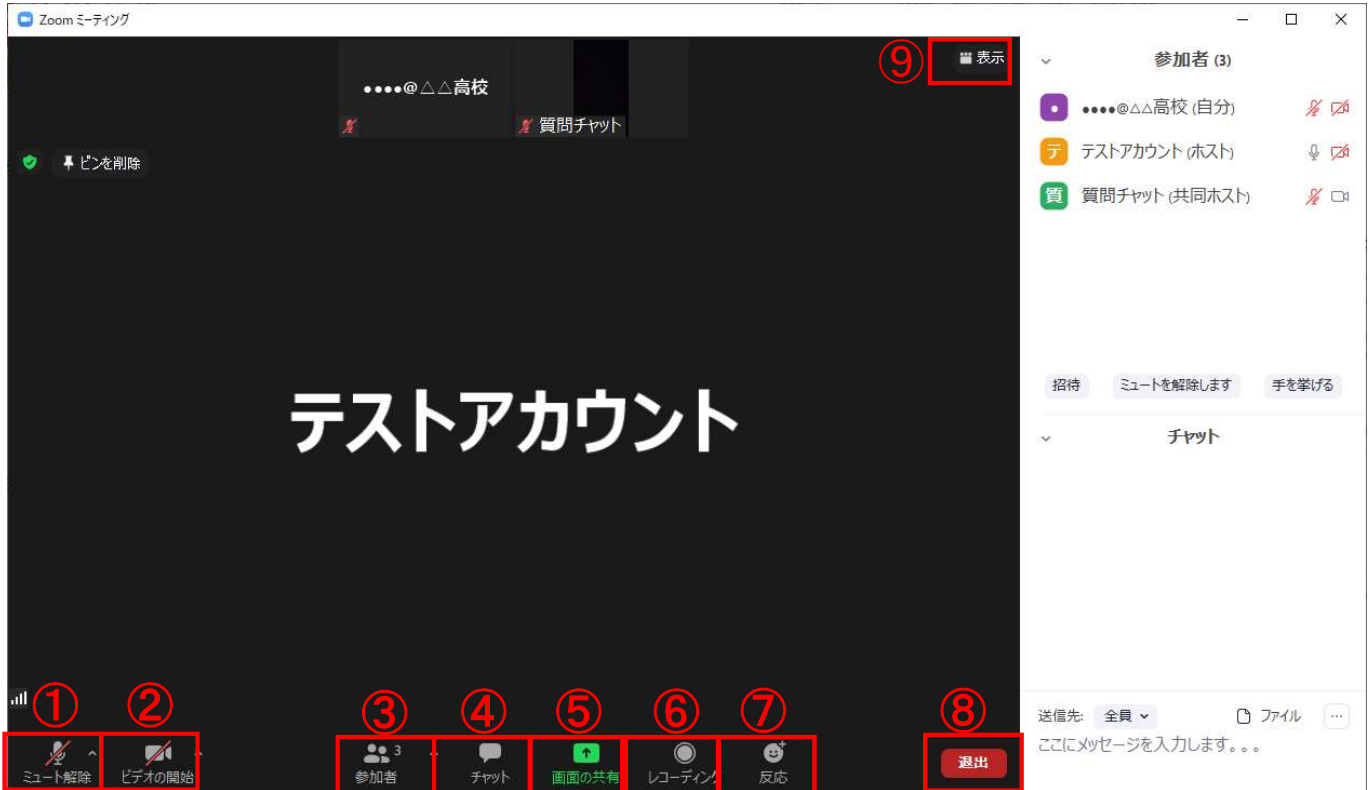 Zoom ミーティング
⑨
表示
●●●●@△△高校
質問チャット
ピンを削除
テストアカウント
① ② ③ ④ ⑤ ⑥ ⑦ ⑧
ミュート解除 ビデオの開始 参加者 3 チャット 画面の共有 レコーディング 反応 退出
参加者 (3)
●●●●@△△高校 (自分)
テ テストアカウント (ホスト)
質 質問チャット (共同ホスト)
招待 ミュートを解除します 手を挙げる
チャット
送信先: 全員 ファイル ...
ここにメッセージを入力します。。。